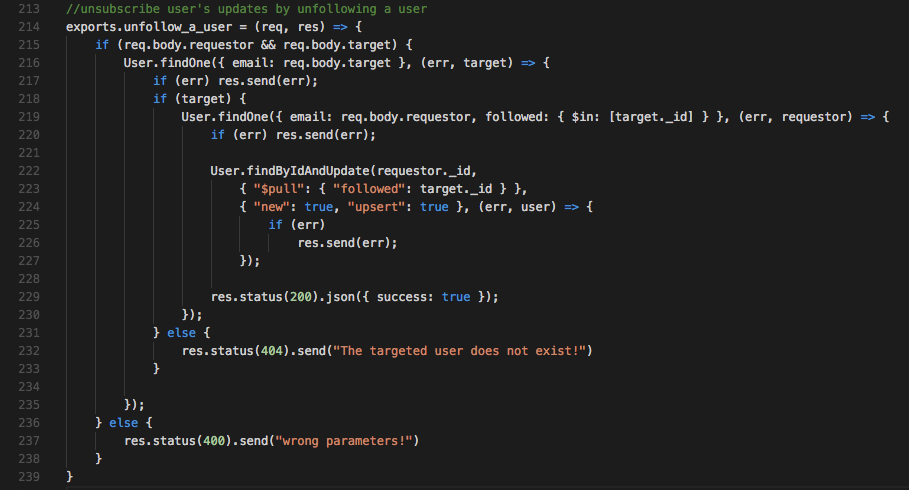 213 //unsubscribe user's updates by unfollowing a user
214 exports.unfollow_a_user = (req, res) => {
215 if (req.body.requestor && req.body.target) {
216 User.findOne({ email: req.body.target }, (err, target) => {
217 if (err) res.send(err);
218 if (target) {
219 User.findOne({ email: req.body.requestor, followed: { $in: [target._id] } }, (err, requestor) => {
220 if (err) res.send(err);
221
222 User.findByIdAndUpdate(requestor._id,
223 { "$pull": { "followed": target._id } },
224 { "new": true, "upsert": true }, (err, user) => {
225 if (err)
226 res.send(err);
227 });
228
229 res.status(200).json({ success: true });
230 });
231 } else {
232 res.status(404).send("The targeted user does not exist!")
233 }
234
235 });
236 } else {
237 res.status(400).send("wrong parameters!")
238 }
239 }